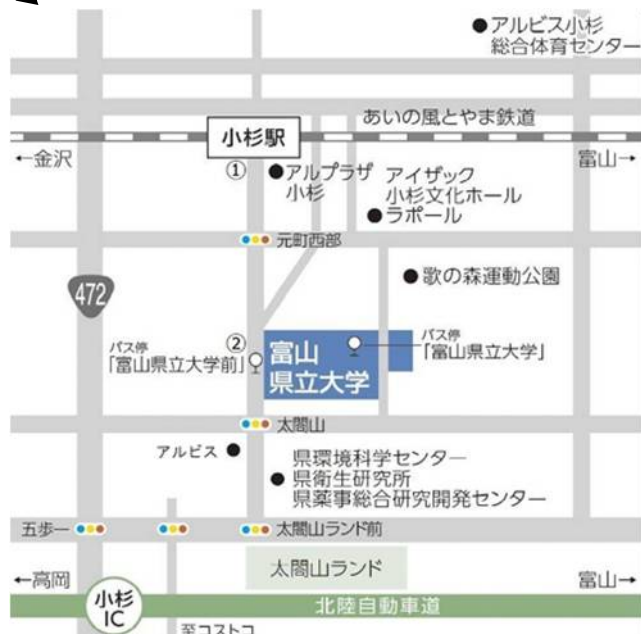 アルビス小杉
総合体育センター
あいの風とやま鉄道
小杉駅
←金沢
富山→
①
アルプラザ
小杉
アイザック
小杉文化ホール
ラポール
元町西部
歌の森運動公園
472
②
バス停
「富山県立大学前」
富山
県立大学
バス停
「富山県立大学」
太閤山
アルビス
県環境科学センター
県衛生研究所
県薬事総合研究開発センター
五歩一
太閤山ランド前
太閤山ランド
←高岡
富山→
小杉
IC
北陸自動車道
至コストコ